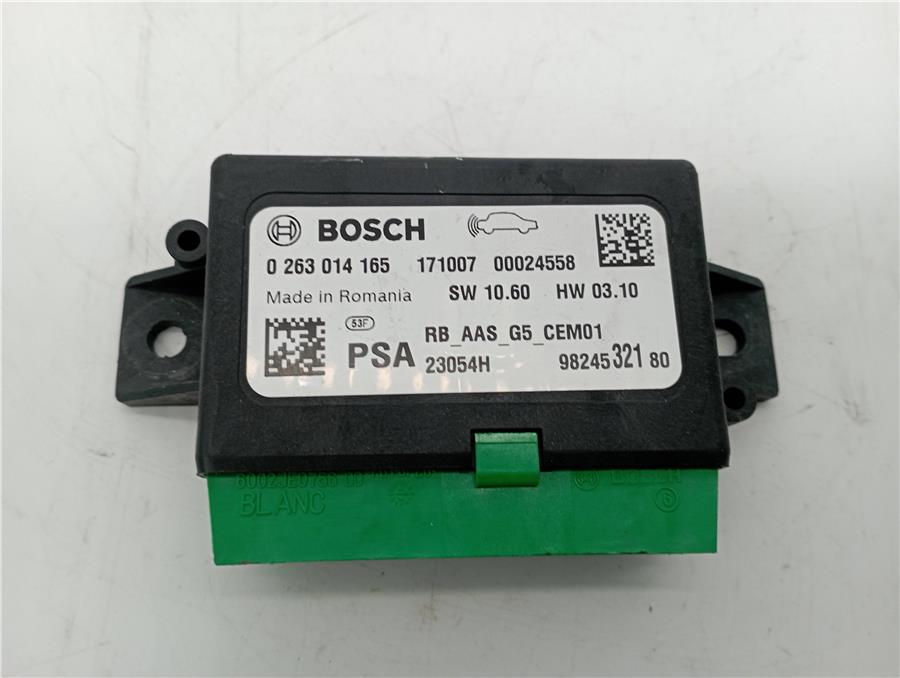 BOSCH
0 263 014 165 171007 00024558
Made in Romania SW 10.60 HW 03.10
53F
PSA RB_AAS_G5_CEM01
23054H 98245 321 80
BOSCH
BLANC